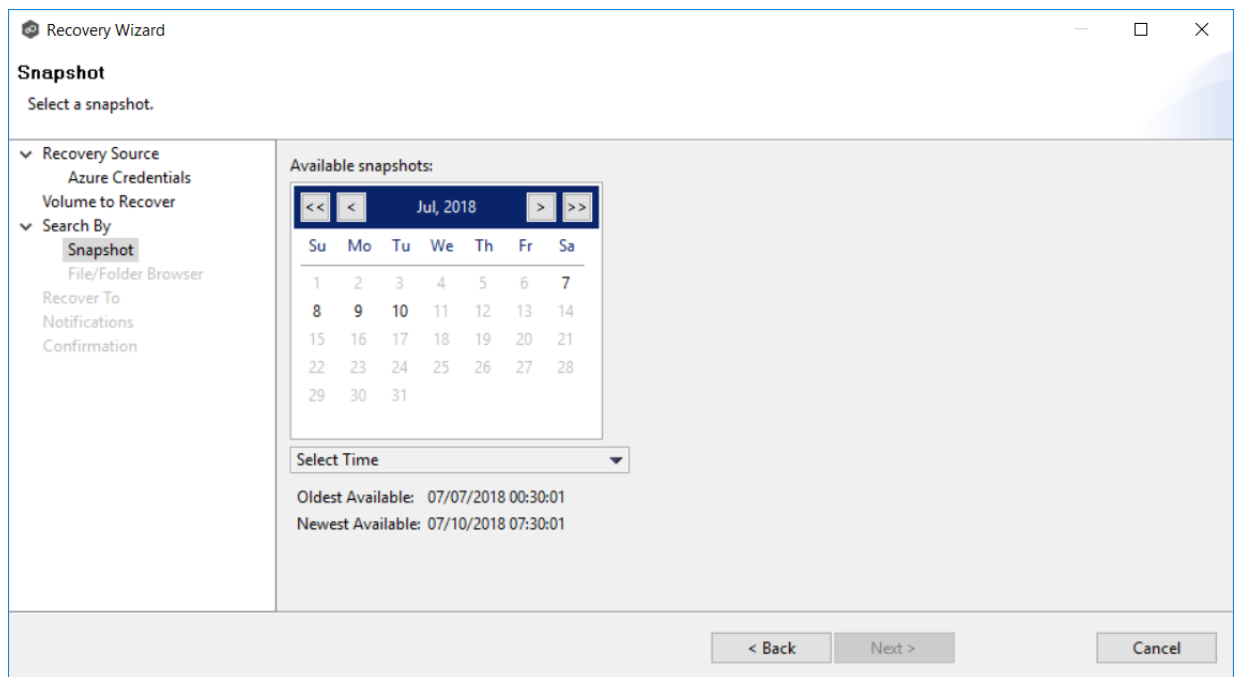 Recovery Wizard
Snapshot
Select a snapshot.
Recovery Source
Azure Credentials
Volume to Recover
Search By
Snapshot
File/Folder Browser
Recover To
Notifications
Confirmation
Available snapshots:
<< < Jul, 2018 > >>
Su Mo Tu We Th Fr Sa
1 2 3 4 5 6 7
8 9 10 11 12 13 14
15 16 17 18 19 20 21
22 23 24 25 26 27 28
29 30 31
Select Time
Oldest Available: 07/07/2018 00:30:01
Newest Available: 07/10/2018 07:30:01
< Back Next > Cancel